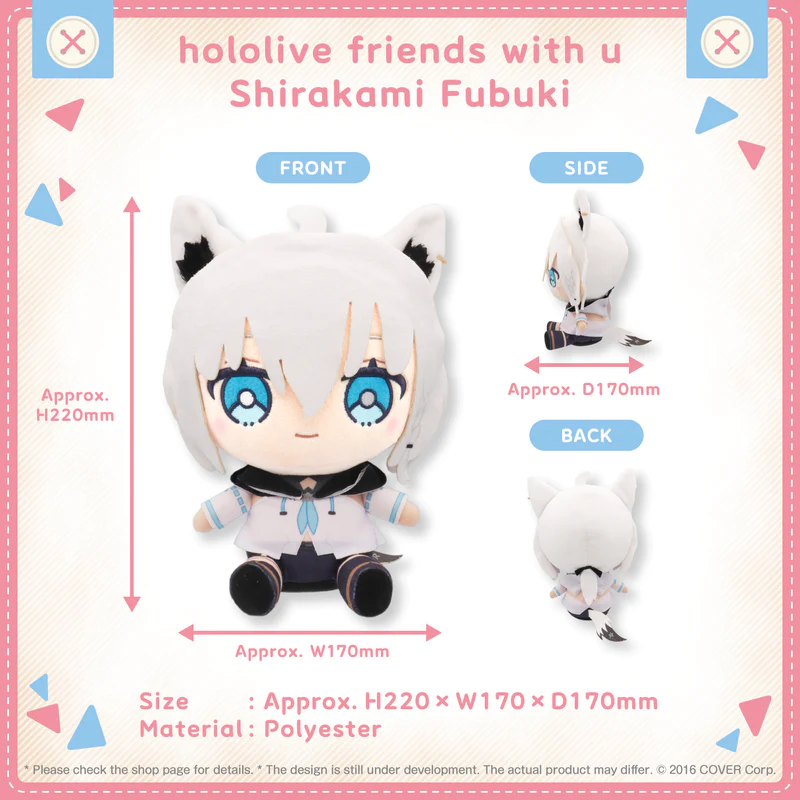 hololive friends with u
Shirakami Fubuki
FRONT
SIDE
Approx.
H220mm
Approx. D170mm
BACK
Approx. W170mm
Size : Approx. H220×W170×D170mm
Material : Polyester
* Please check the shop page for details. * The design is still under development. The actual product may differ. © 2016 COVER Corp.